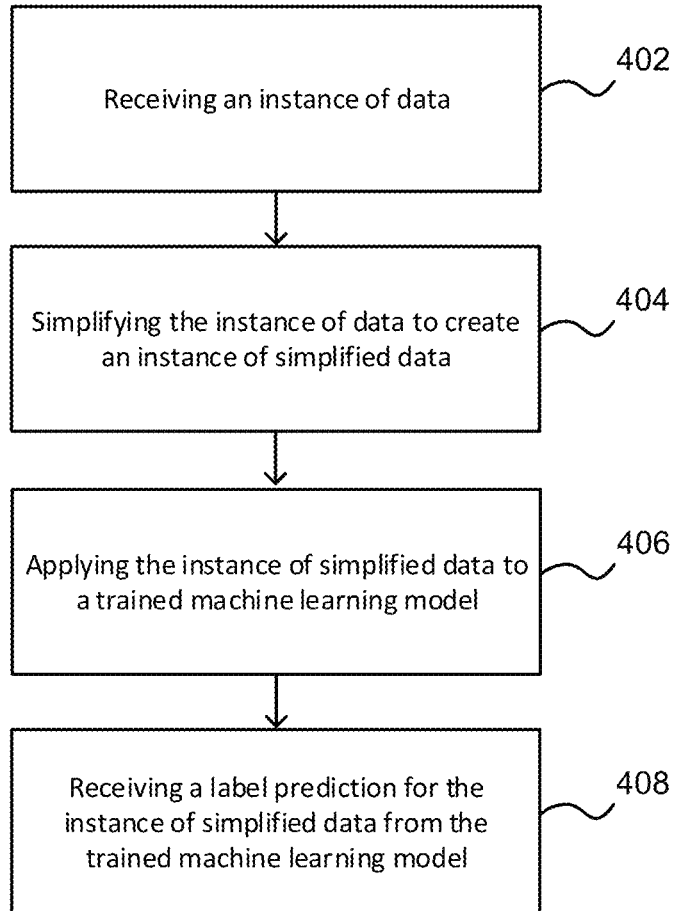 402
Receiving an instance of data
404
Simplifying the instance of data to create
an instance of simplified data
406
Applying the instance of simplified data to
a trained machine learning model
408
Receiving a label prediction for the
instance of simplified data from the
trained machine learning model